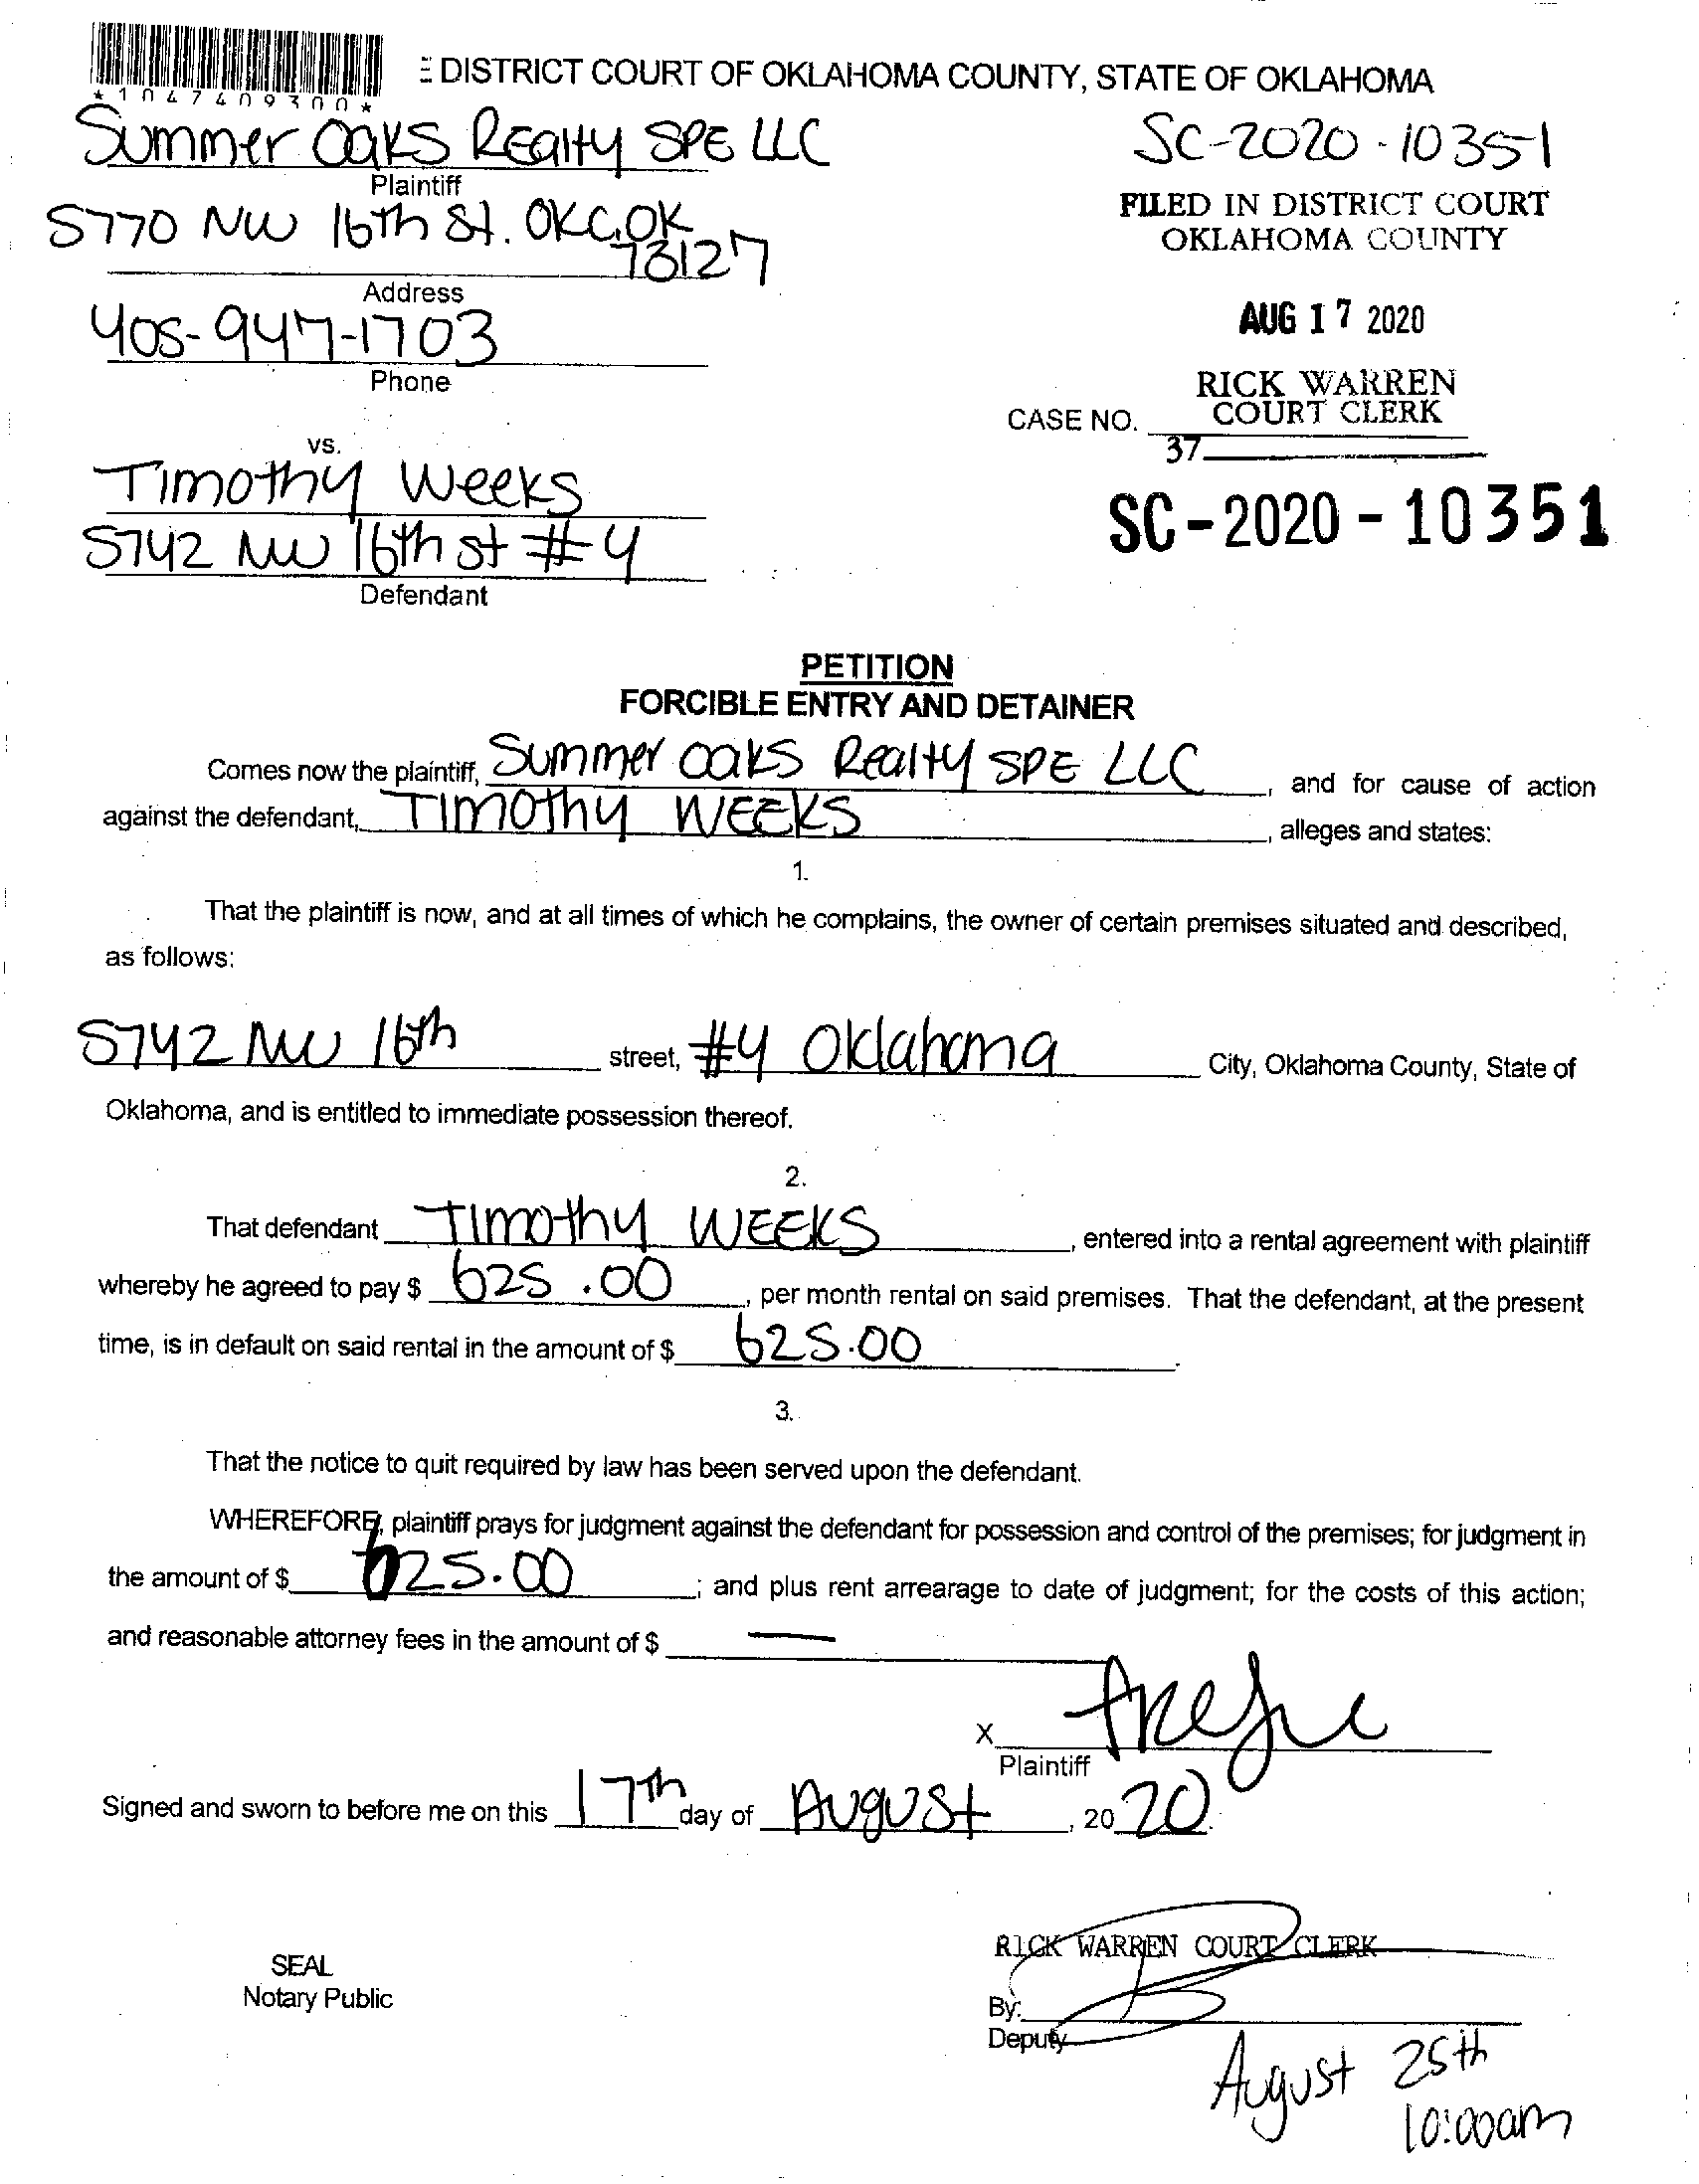 *1047409300*
E DISTRICT COURT OF OKLAHOMA COUNTY, STATE OF OKLAHOMA
Summer Oaks Realty SPE LLC
Plaintiff
SC-2020-10351
5770 NW 16th St. OKC, OK
73127
Address
FILED IN DISTRICT COURT
OKLAHOMA COUNTY
405-947-1703
Phone
AUG 17 2020
RICK WARREN
COURT CLERK
CASE NO.
37
vs.
Timothy Weeks
5742 NW 16th st #4
Defendant
SC-2020-10351
PETITION
FORCIBLE ENTRY AND DETAINER
Comes now the plaintiff, Summer Oaks Realty SPE LLC, and for cause of action
against the defendant, Timothy WEEKS, alleges and states:
1.
That the plaintiff is now, and at all times of which he complains, the owner of certain premises situated and described,
as follows:
5742 NW 16th street, #4 Oklahoma City, Oklahoma County, State of
Oklahoma, and is entitled to immediate possession thereof.
2.
That defendant Timothy WEEKS, entered into a rental agreement with plaintiff
whereby he agreed to pay $ 625.00, per month rental on said premises. That the defendant, at the present
time, is in default on said rental in the amount of $ 625.00.
3.
That the notice to quit required by law has been served upon the defendant.
WHEREFORE, plaintiff prays for judgment against the defendant for possession and control of the premises; for judgment in
the amount of $ 625.00; and plus rent arrearage to date of judgment; for the costs of this action;
and reasonable attorney fees in the amount of $ —
X
Plaintiff
Signed and sworn to before me on this 17th day of August, 2020.
SEAL
Notary Public
RICK WARREN COURT CLERK
By:
Deputy
August 25th
10:00am